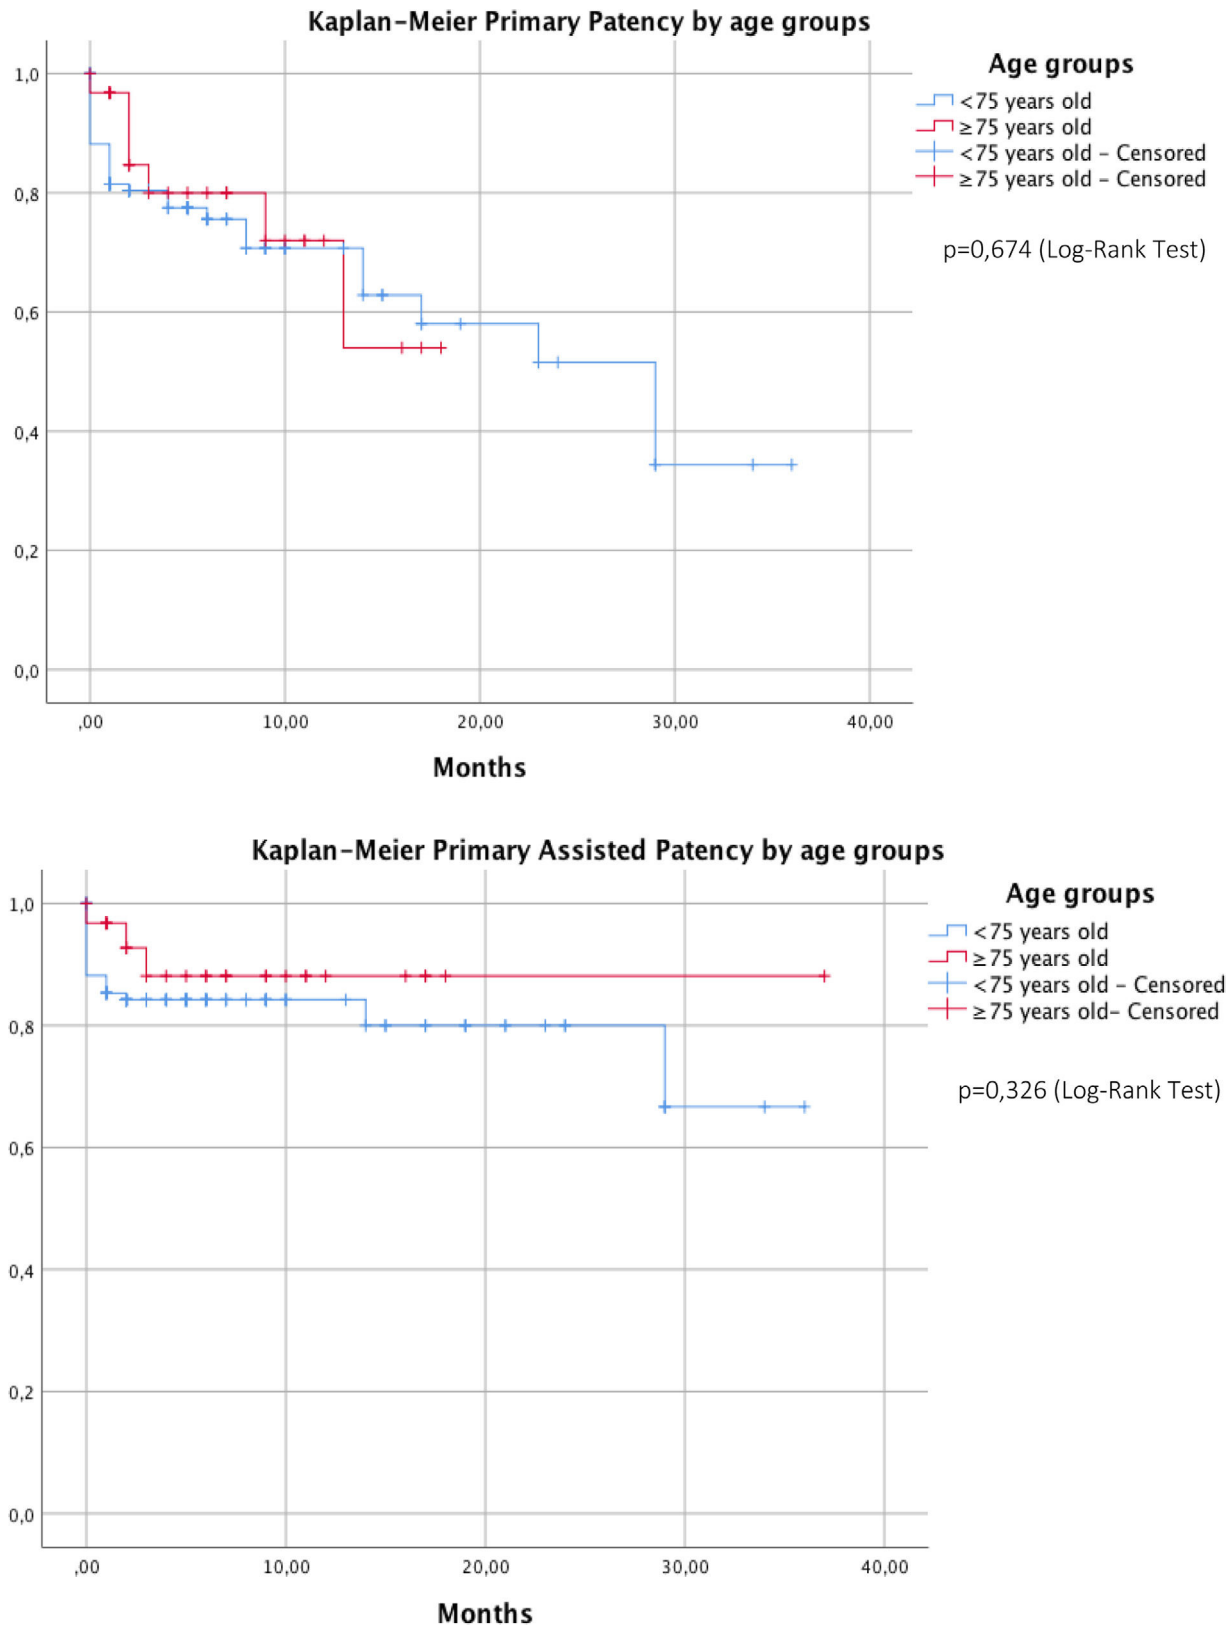 Kaplan–Meier Primary Patency by age groups
Age groups
<75 years old
≥75 years old
<75 years old – Censored
≥75 years old – Censored
p=0,674 (Log-Rank Test)
1,0
0,8
0,6
0,4
0,2
0,0
,00 10,00 20,00 30,00 40,00
Months
Kaplan–Meier Primary Assisted Patency by age groups
Age groups
<75 years old
≥75 years old
<75 years old – Censored
≥75 years old– Censored
p=0,326 (Log-Rank Test)
1,0
0,8
0,6
0,4
0,2
0,0
,00 10,00 20,00 30,00 40,00
Months